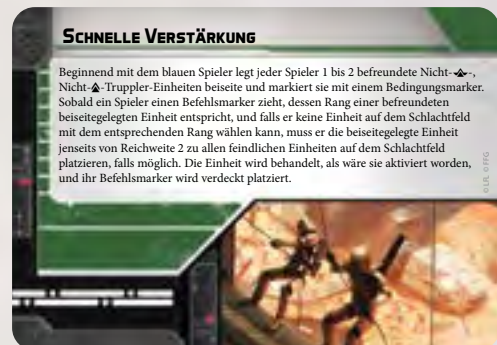 SCHNELLE VERSTÄRKUNG
Beginnend mit dem blauen Spieler legt jeder Spieler 1 bis 2 befreundete Nicht- -,
Nicht- -Truppler-Einheiten beiseite und markiert sie mit einem Bedingungsmarker.
Sobald ein Spieler einen Befehlsmarker zieht, dessen Rang einer befreundeten
beiseitegelegten Einheit entspricht, und falls er keine Einheit auf dem Schlachtfeld
mit dem entsprechenden Rang wählen kann, muss er die beiseitegelegte Einheit
jenseits von Reichweite 2 zu allen feindlichen Einheiten auf dem Schlachtfeld
platzieren, falls möglich. Die Einheit wird behandelt, als wäre sie aktiviert worden,
und ihr Befehlsmarker wird verdeckt platziert.
© LFL © FFG